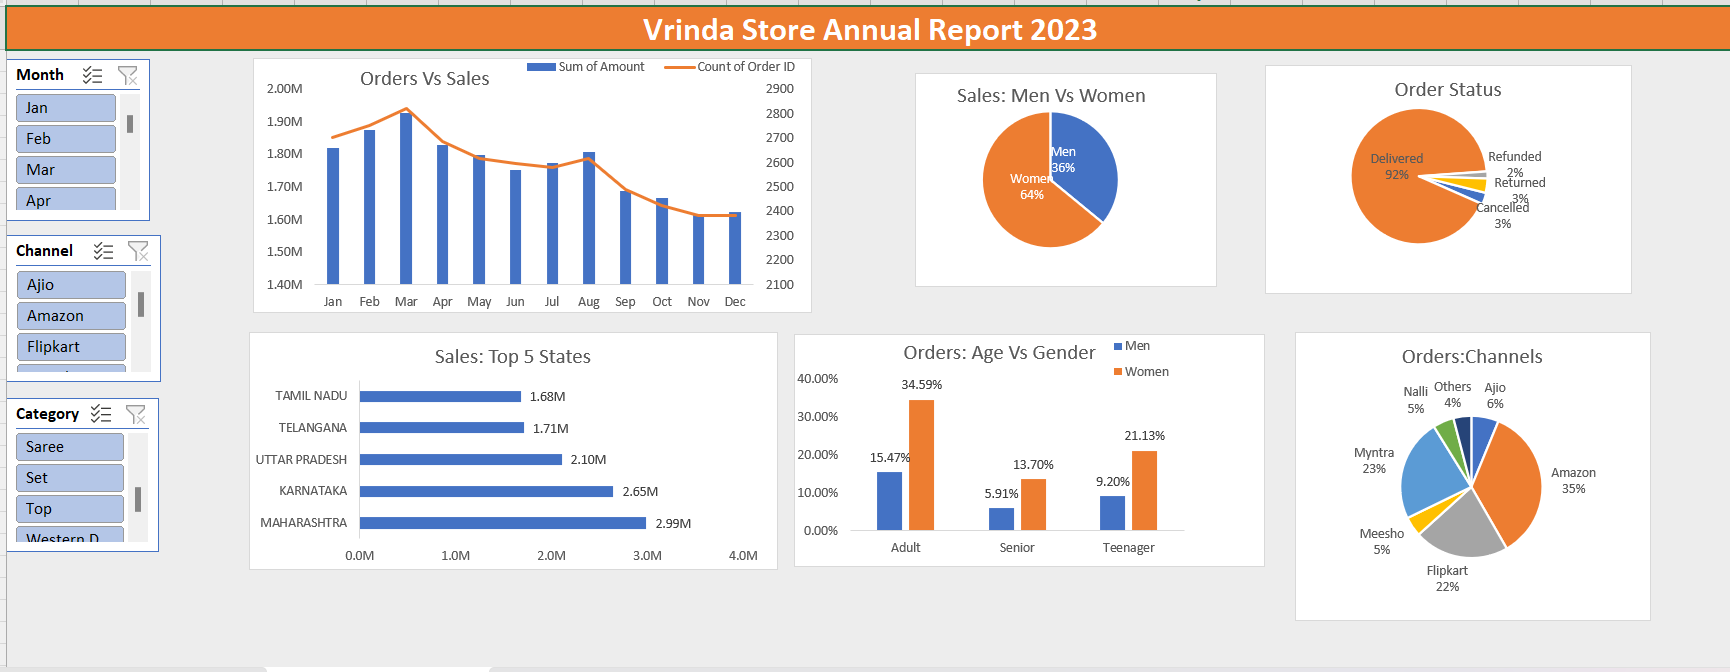 Vrinda Store Annual Report 2023
Month
Jan
Feb
Mar
Apr
Channel
Ajio
Amazon
Flipkart
Category
Saree
Set
Top
Western D
Orders Vs Sales
Sum of Amount
Count of Order ID
2.00M
1.90M
1.80M
1.70M
1.60M
1.50M
1.40M
2900
2800
2700
2600
2500
2400
2300
2200
2100
Jan Feb Mar Apr May Jun Jul Aug Sep Oct Nov Dec
Sales: Men Vs Women
Men
36%
Women
64%
Order Status
Delivered
92%
Refunded
2%
Returned
3%
Cancelled
3%
Sales: Top 5 States
TAMIL NADU 1.68M
TELANGANA 1.71M
UTTAR PRADESH 2.10M
KARNATAKA 2.65M
MAHARASHTRA 2.99M
0.0M 1.0M 2.0M 3.0M 4.0M
Orders: Age Vs Gender
Men
Women
40.00%
30.00%
20.00%
10.00%
0.00%
15.47%
34.59%
5.91%
13.70%
9.20%
21.13%
Adult Senior Teenager
Orders:Channels
Nalli
5%
Others
4%
Ajio
6%
Myntra
23%
Amazon
35%
Meesho
5%
Flipkart
22%